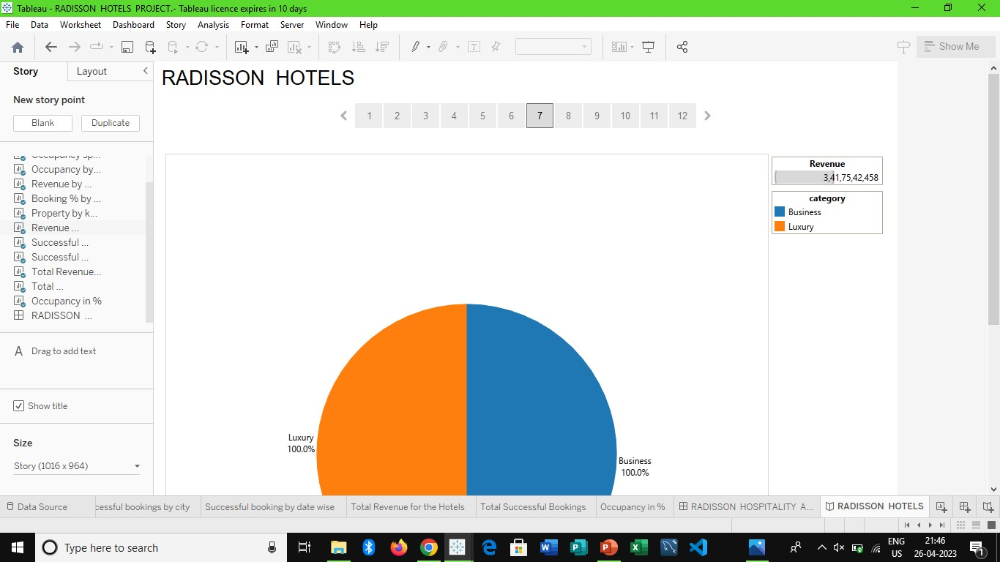 Tableau - RADISSON HOTELS PROJECT.- Tableau licence expires in 10 days
File Data Worksheet Dashboard Story Analysis Format Server Window Help
Show Me
Story Layout
New story point
Blank Duplicate
Occupancy sp...
Occupancy by...
Revenue by ...
Booking % by ...
Property by k...
Revenue ...
Successful ...
Successful ...
Total Revenue...
Total ...
Occupancy in %
RADISSON ...
A Drag to add text
Show title
Size
Story (1016 x 964)
RADISSON HOTELS
1 2 3 4 5 6 7 8 9 10 11 12
Revenue
3,41,75,42,458
category
Business
Luxury
Luxury
100.0%
Business
100.0%
Data Source cessful bookings by city Successful booking by date wise Total Revenue for the Hotels Total Successful Bookings Occupancy in % RADISSON HOSPITALITY A... RADISSON HOTELS
Type here to search
ENG
US
21:46
26-04-2023
1